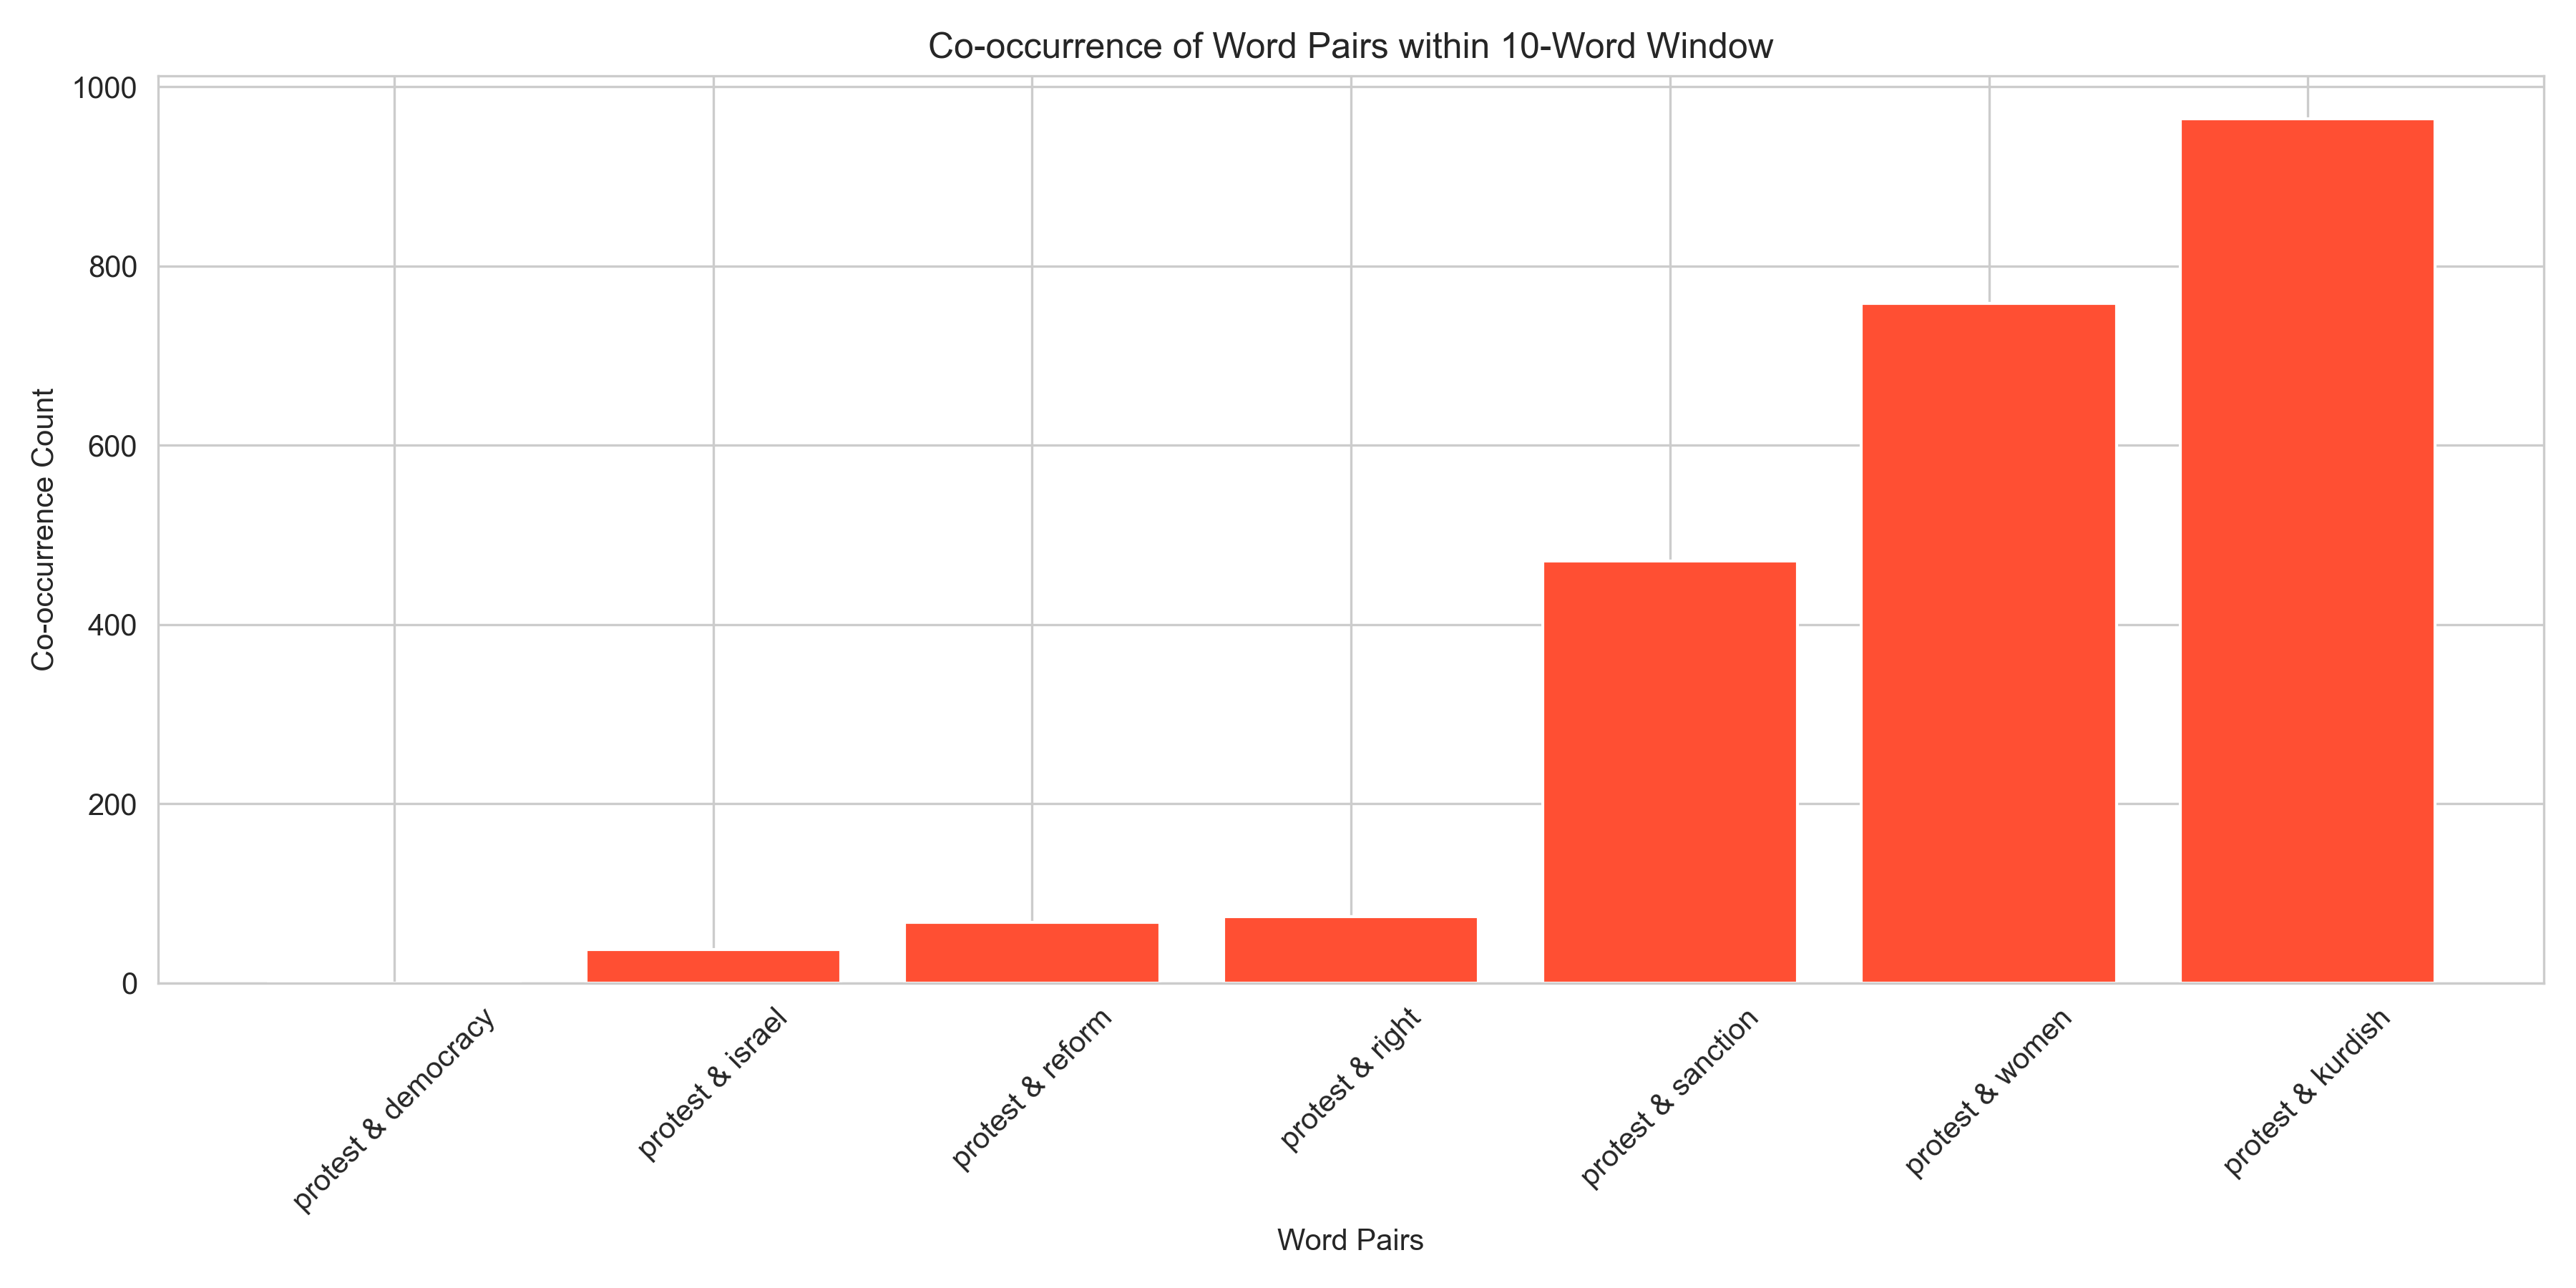 Co-occurrence of Word Pairs within 10-Word Window
1000
800
600
400
200
0
Co-occurrence Count
protest & democracy
protest & israel
protest & reform
protest & right
protest & sanction
protest & women
protest & kurdish
Word Pairs